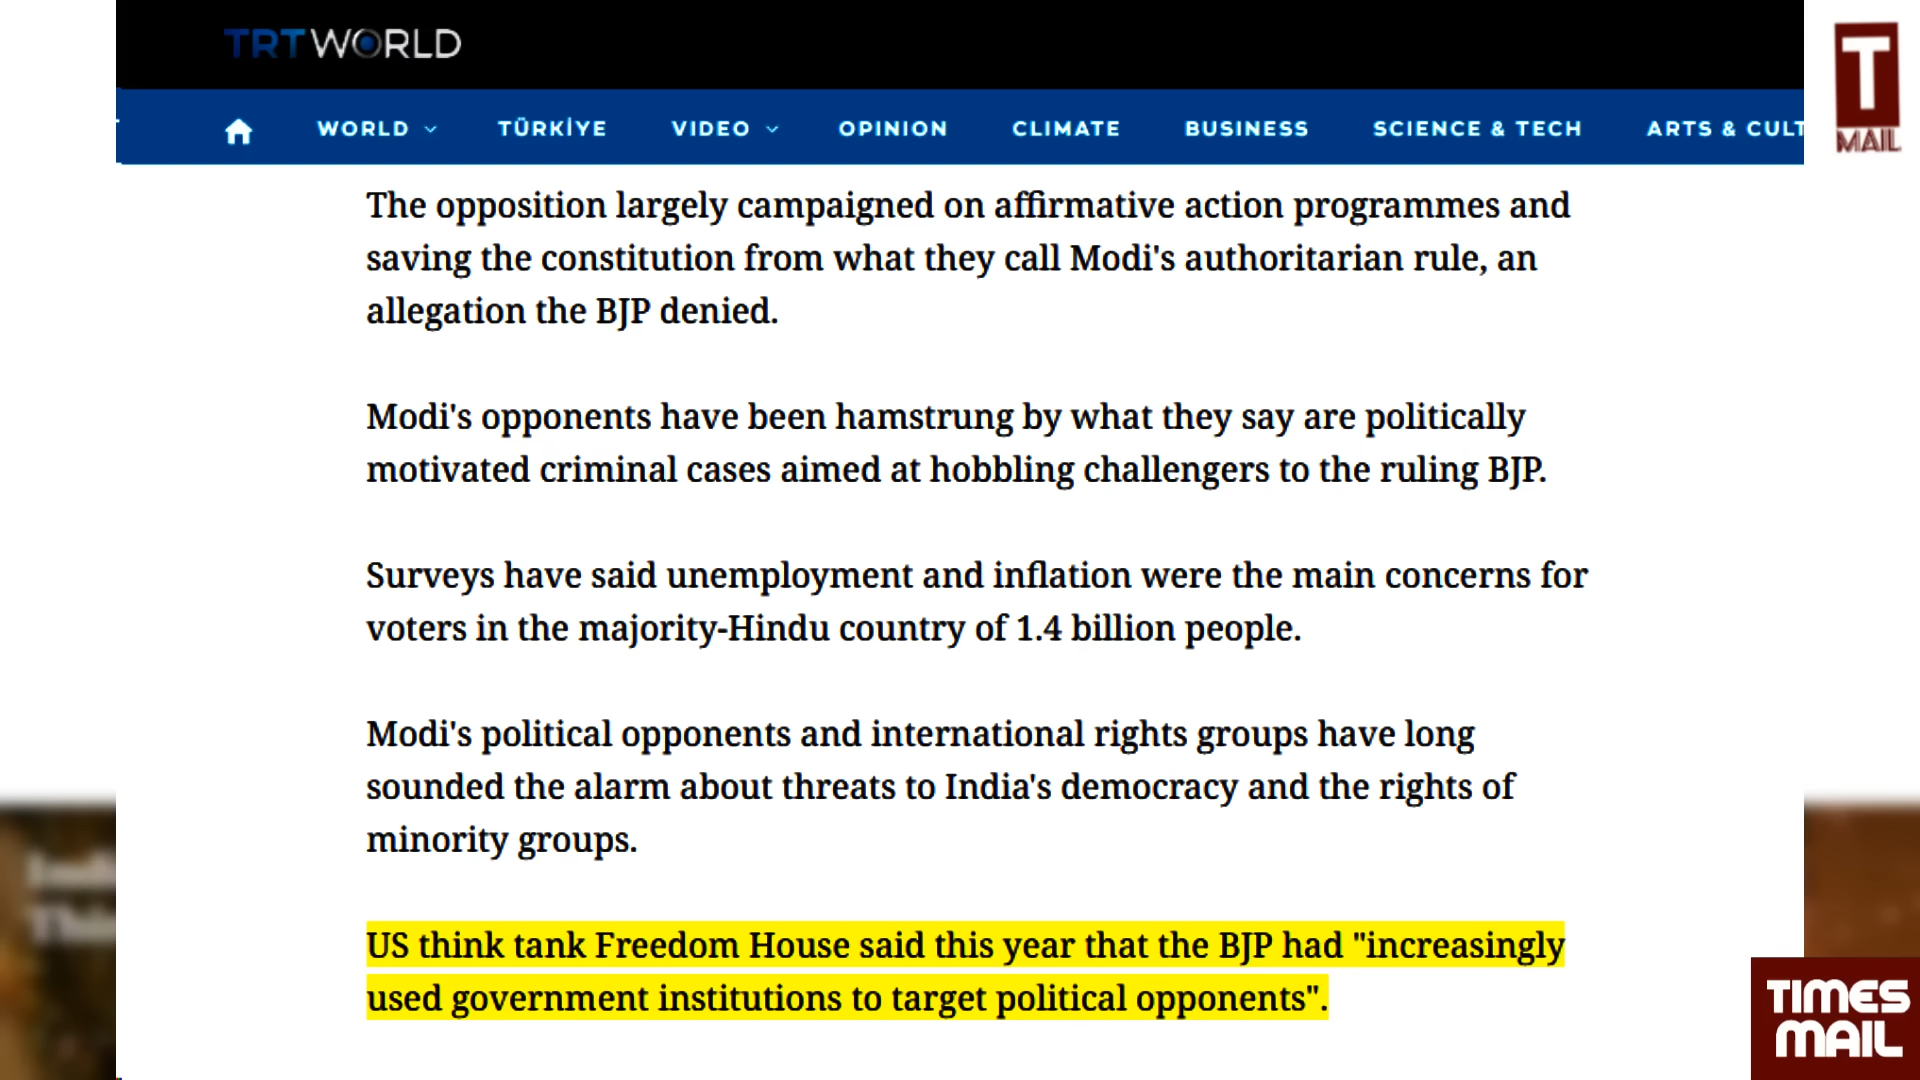 TRT WORLD
T
MAIL
WORLD TÜRKİYE VIDEO OPINION CLIMATE BUSINESS SCIENCE & TECH ARTS & CULT
The opposition largely campaigned on affirmative action programmes and
saving the constitution from what they call Modi's authoritarian rule, an
allegation the BJP denied.
Modi's opponents have been hamstrung by what they say are politically
motivated criminal cases aimed at hobbling challengers to the ruling BJP.
Surveys have said unemployment and inflation were the main concerns for
voters in the majority-Hindu country of 1.4 billion people.
Modi's political opponents and international rights groups have long
sounded the alarm about threats to India's democracy and the rights of
minority groups.
US think tank Freedom House said this year that the BJP had "increasingly
used government institutions to target political opponents".
TIMES
MAIL